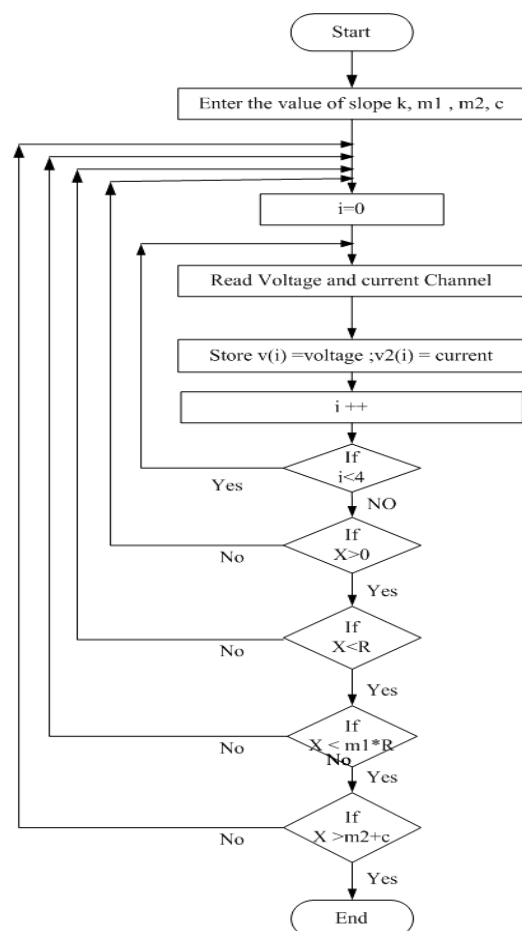 Start
Enter the value of slope k, m1 , m2, c
i=0
Read Voltage and current Channel
Store v(i) =voltage ;v2(i) = current
i ++
If
i<4
Yes
NO
If
X>0
No
Yes
If
X<R
No
Yes
If
X < m1*R
No
No
Yes
If
X >m2+c
No
Yes
End